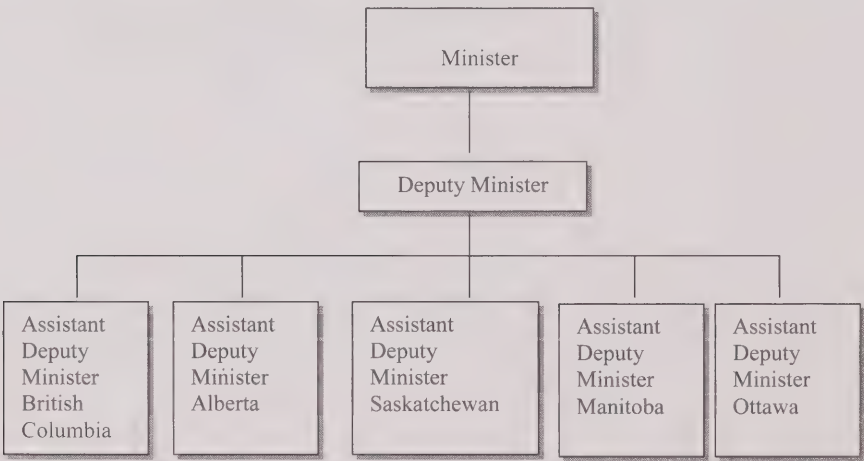 Minister
Deputy Minister
Assistant
Deputy
Minister
British
Columbia
Assistant
Deputy
Minister
Alberta
Assistant
Deputy
Minister
Saskatchewan
Assistant
Deputy
Minister
Manitoba
Assistant
Deputy
Minister
Ottawa